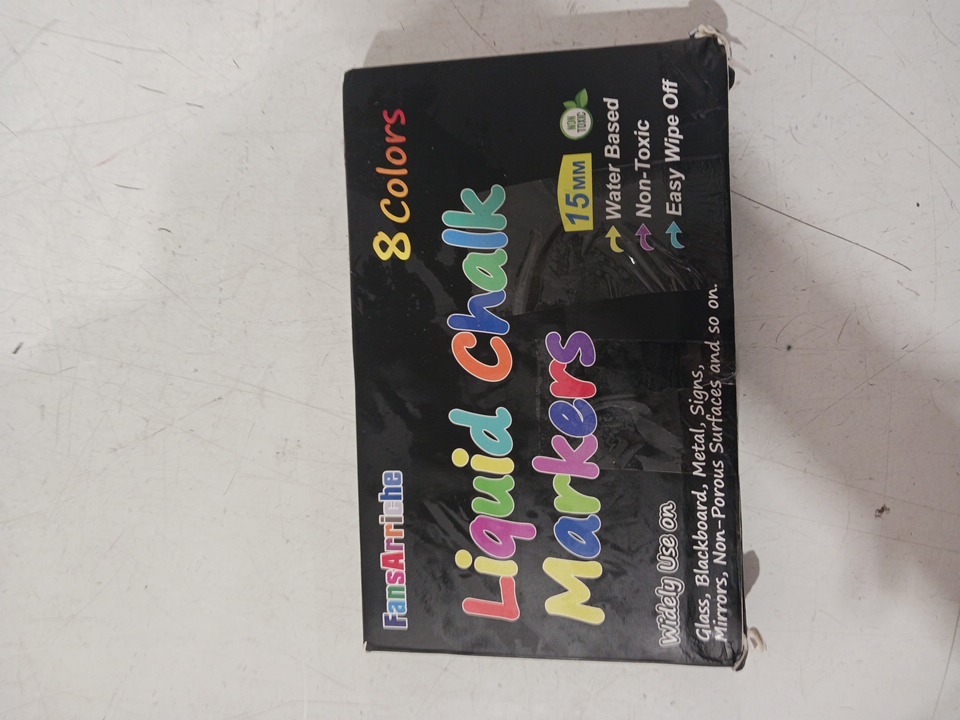 FansArriche
8 Colors
Liquid Chalk
Markers
15MM
NON
TOXIC
Water Based
Non-Toxic
Easy Wipe Off
Widely Use on
Glass, Blackboard, Metal, Signs,
Mirrors, Non-Porous Surfaces and so on.